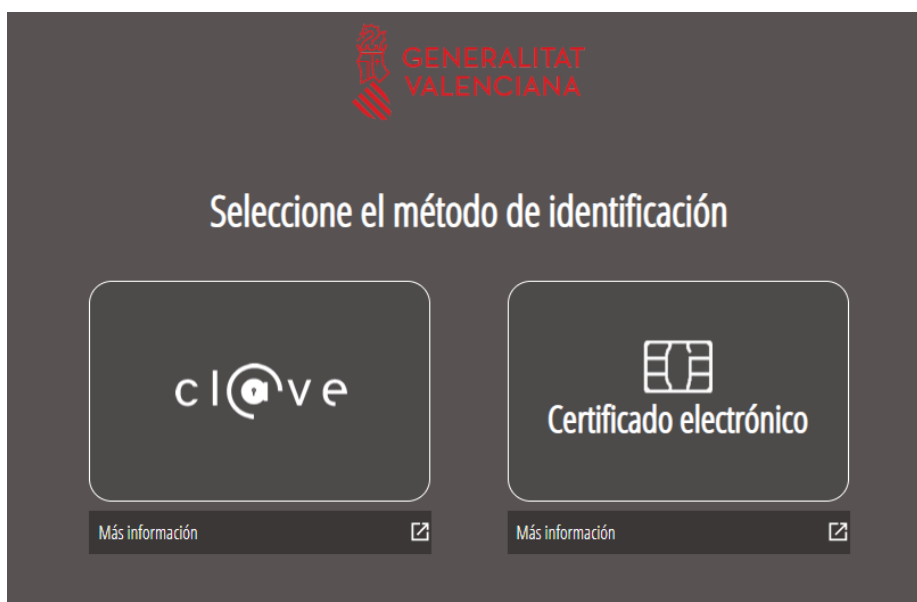 GENERALITAT
VALENCIANA
Seleccione el método de identificación
cl@ve
Certificado electrónico
Más información
Más información